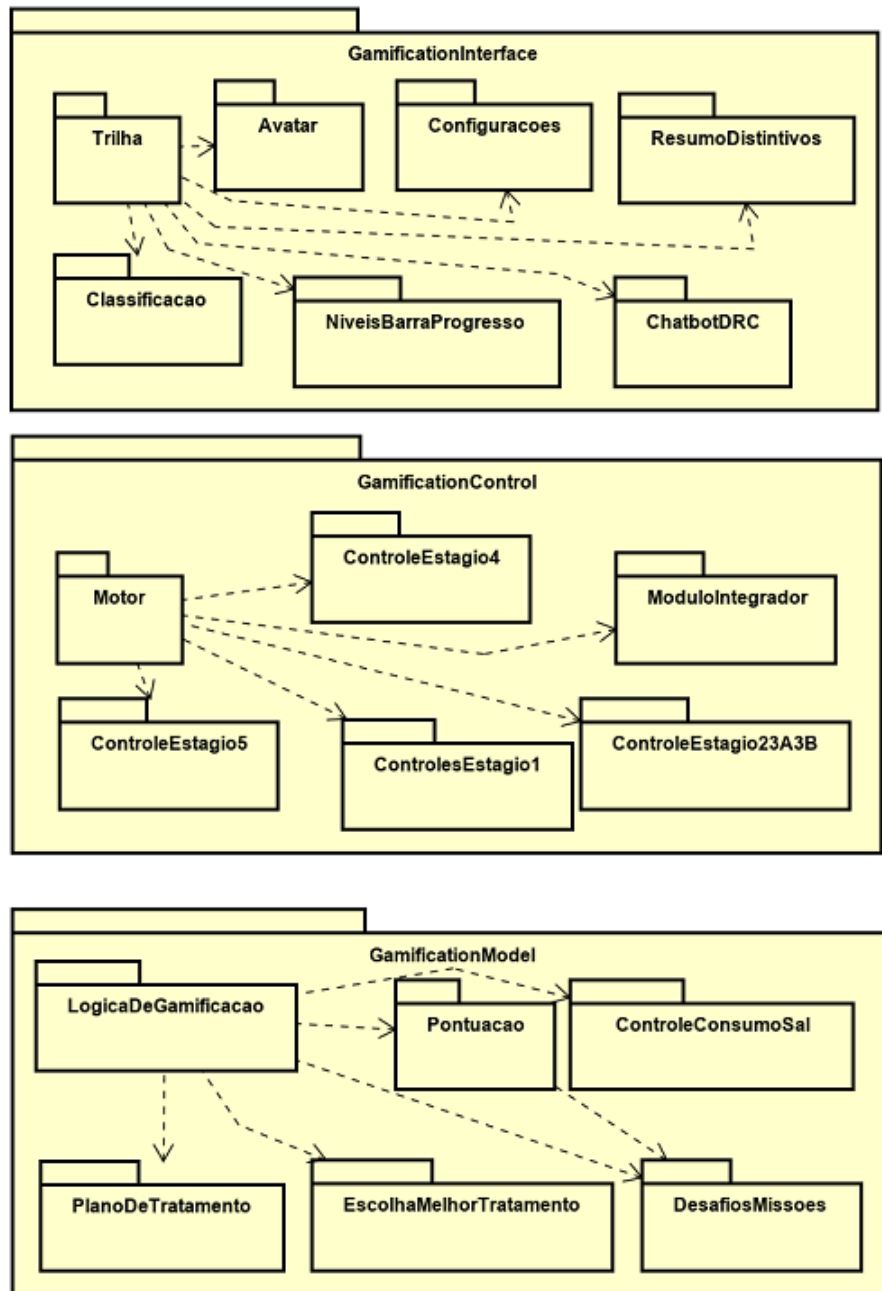 GamificationInterface
Trilha
Avatar
Configuracoes
ResumoDistintivos
Classificacao
NiveisBarraProgresso
ChatbotDRC
GamificationControl
ControleEstagio4
Motor
ModuloIntegrador
ControleEstagio5
ControlesEstagio1
ControleEstagio23A3B
GamificationModel
LogicaDeGamificacao
Pontuacao
ControleConsumoSal
PlanoDeTratamento
EscolhaMelhorTratamento
DesafiosMissoes